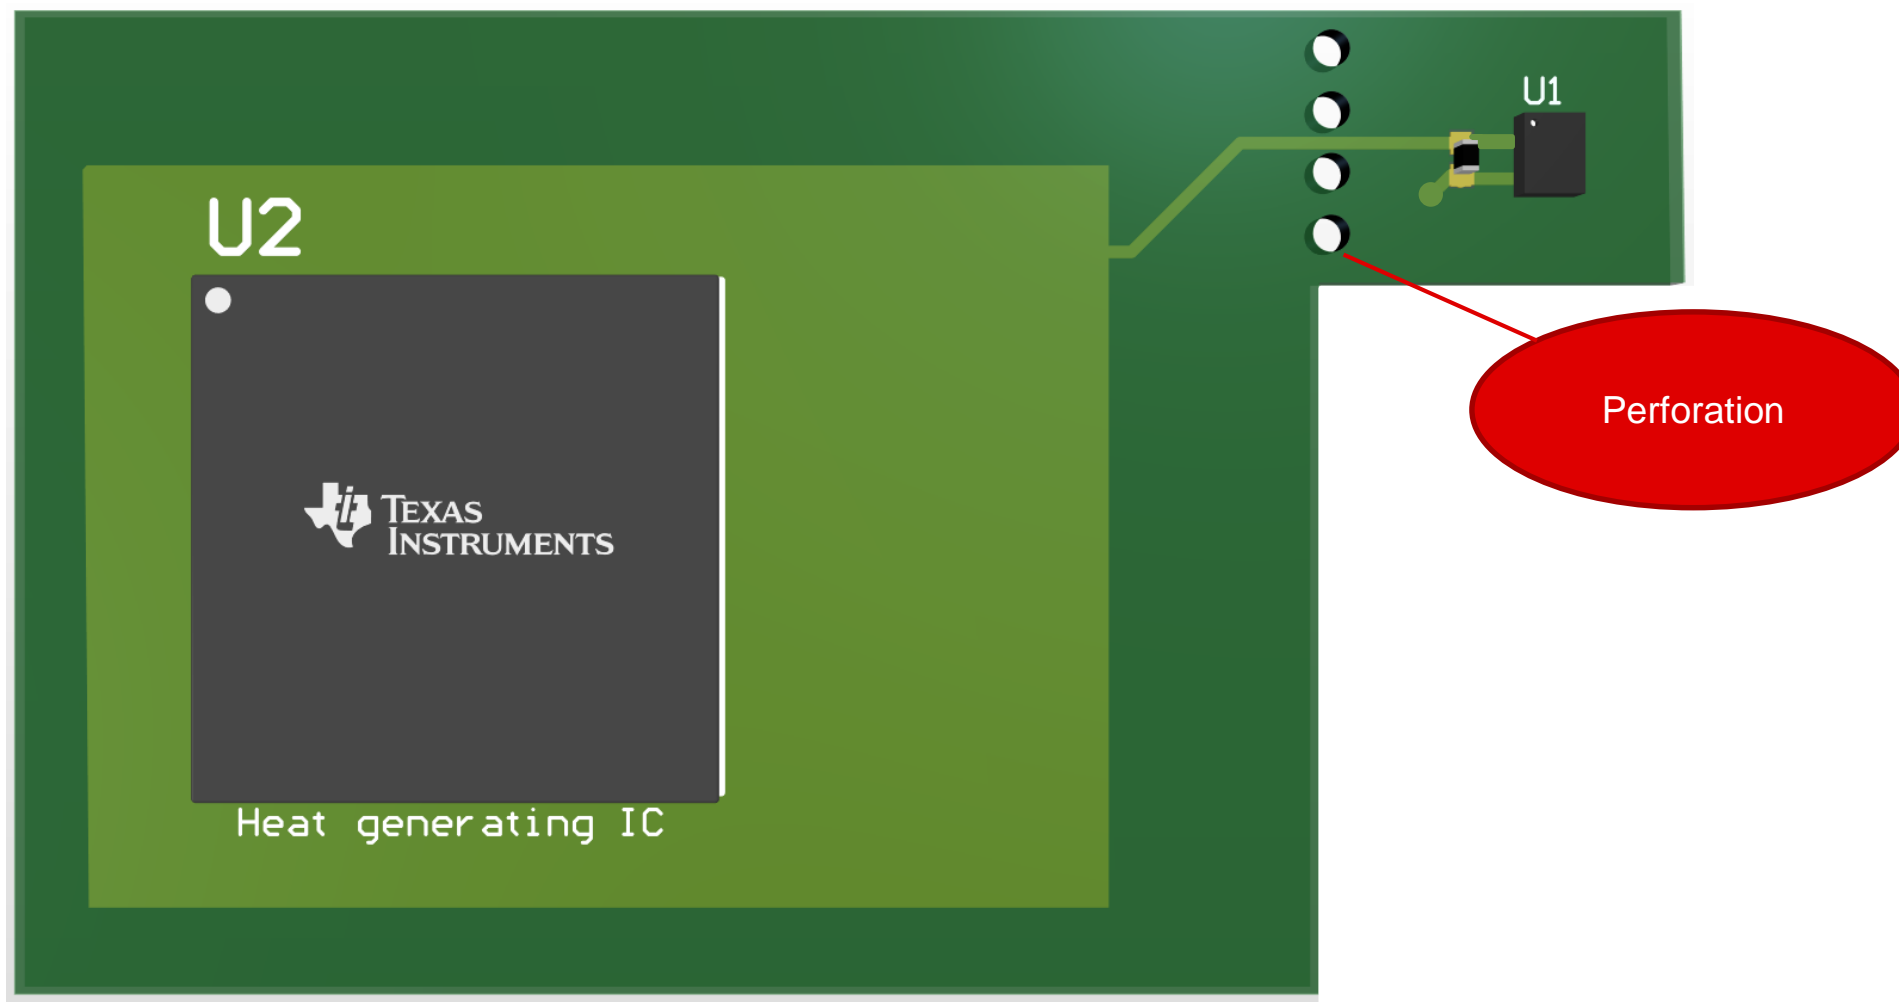 U1
U2
Perforation
TEXAS
INSTRUMENTS
Heat generating IC